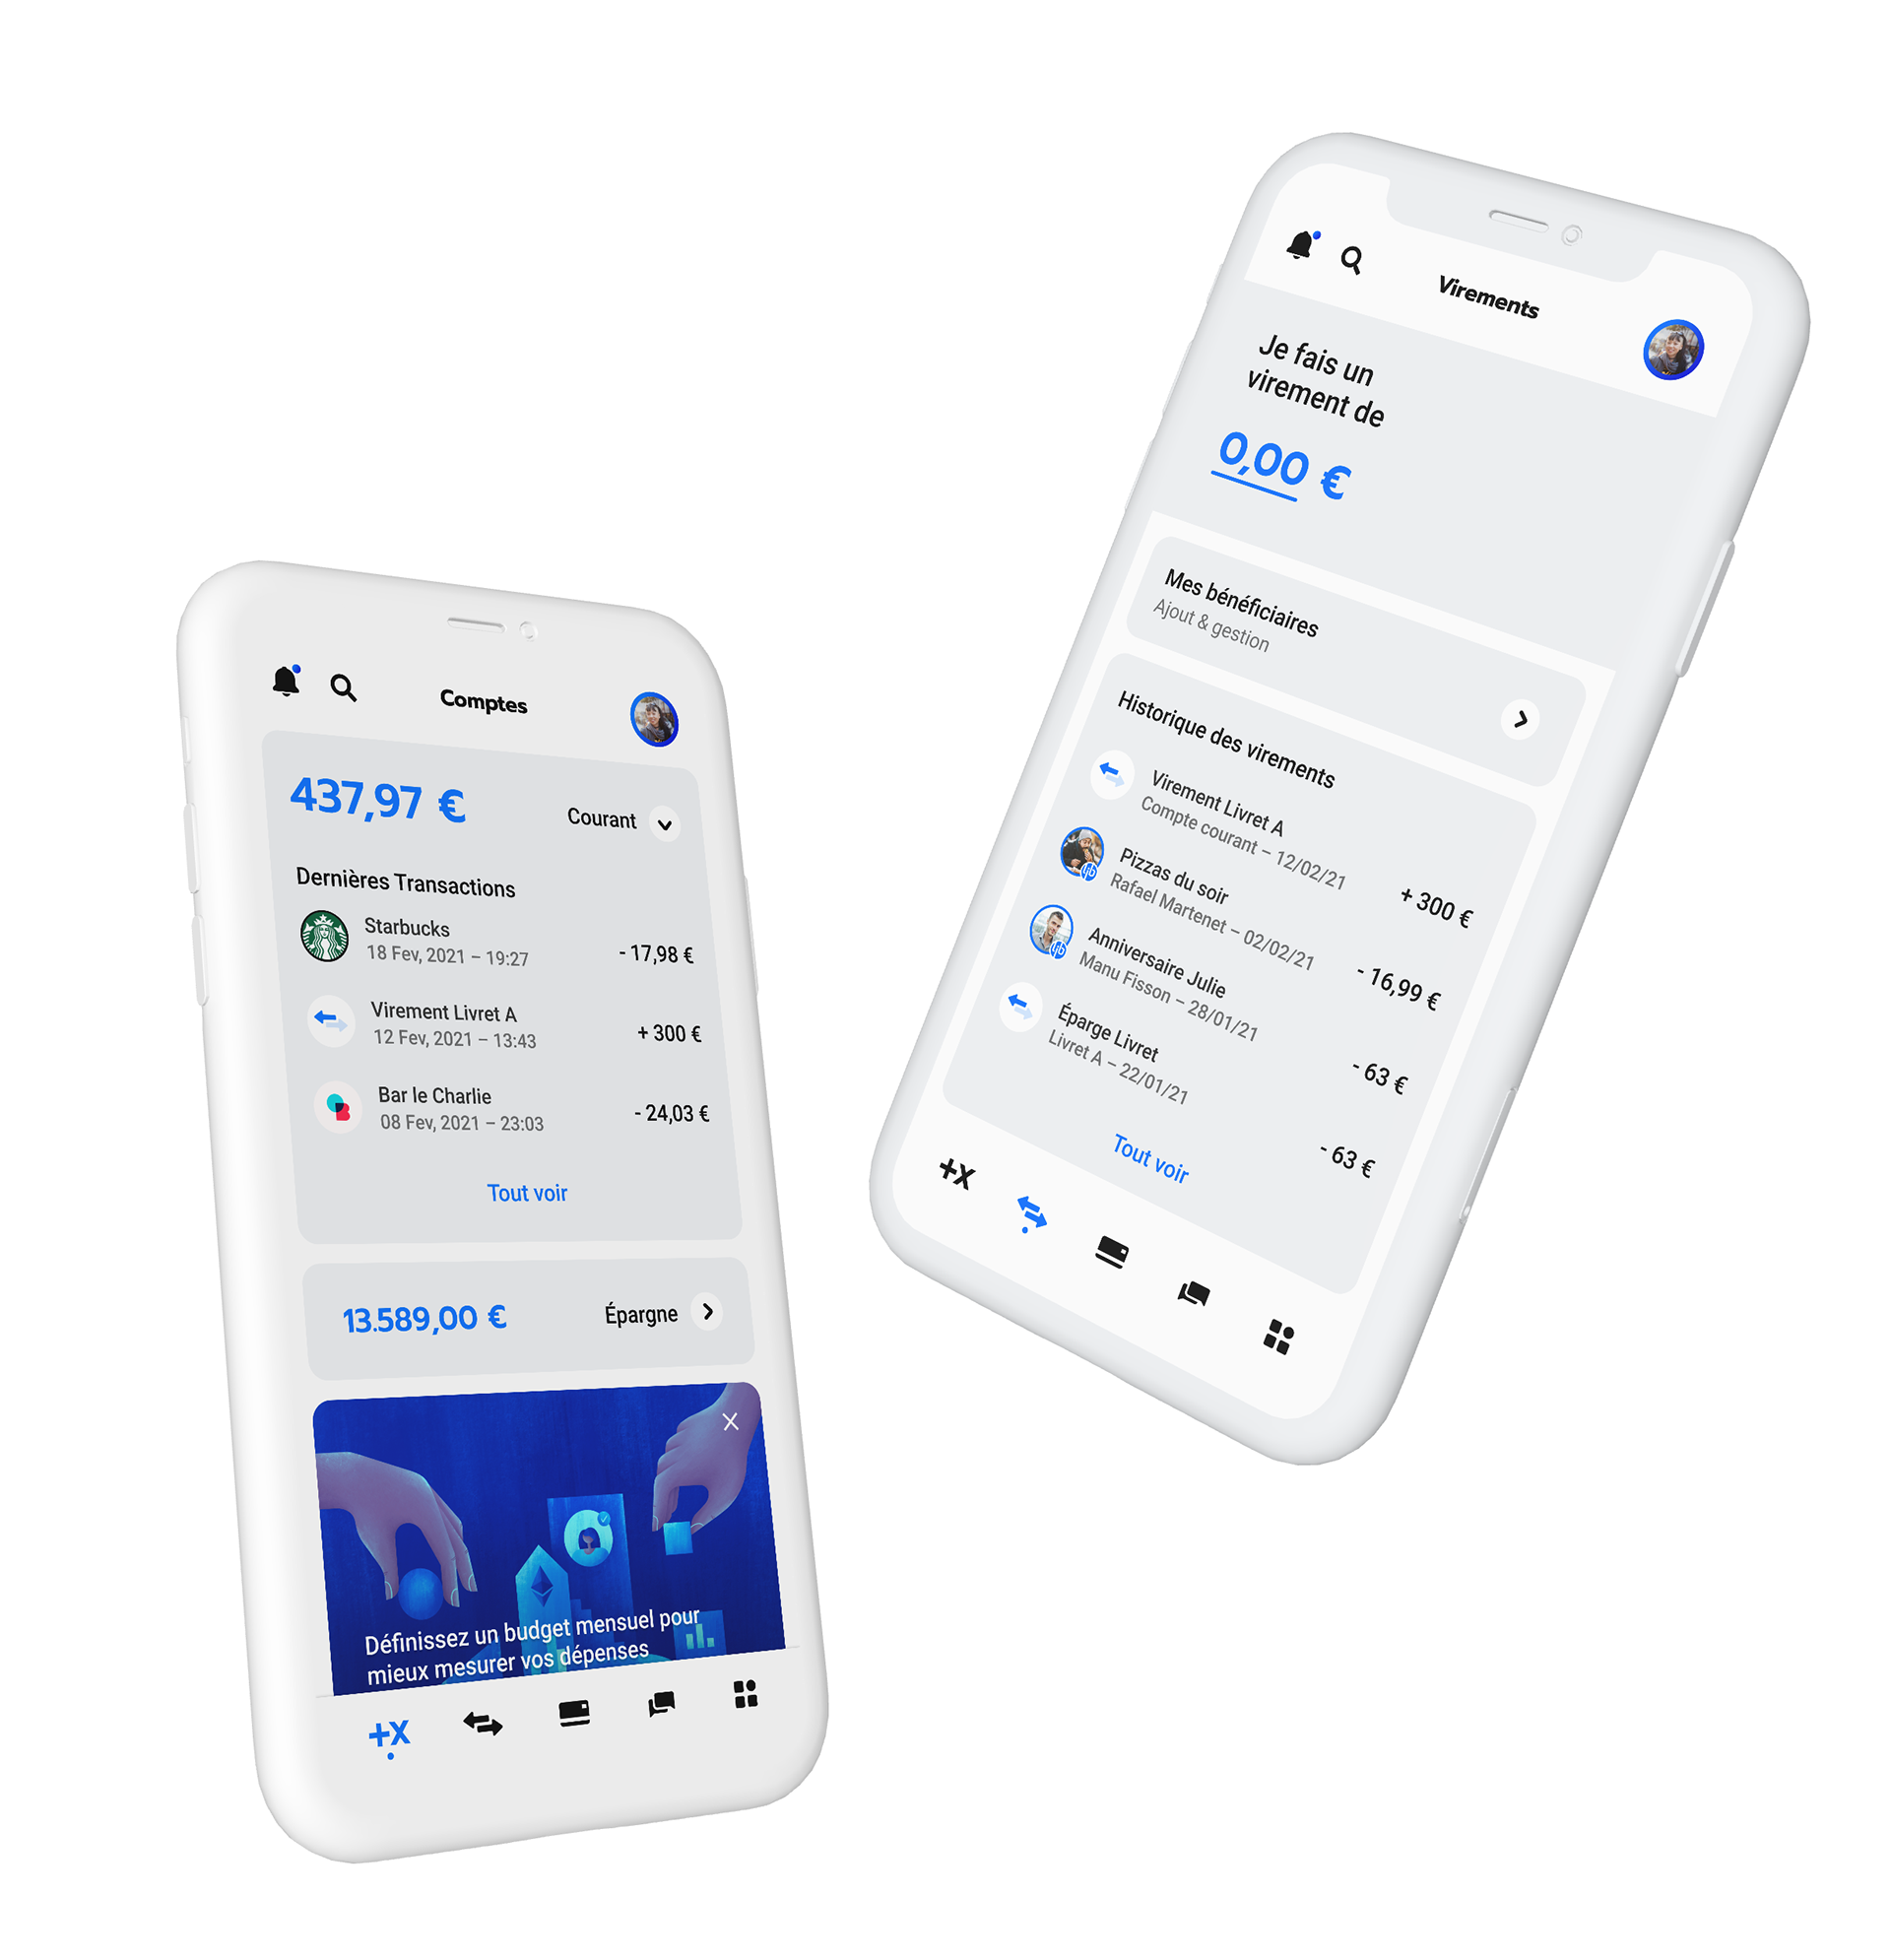 Comptes
437,97 €
Courant
Dernières Transactions
Starbucks
18 Fev, 2021 – 19:27
- 17,98 €
Virement Livret A
12 Fev, 2021 – 13:43
+ 300 €
Bar le Charlie
08 Fev, 2021 – 23:03
- 24,03 €
Tout voir
13.589,00 €
Épargne
Définissez un budget mensuel pour
mieux mesurer vos dépenses
+x
Virements
Je fais un
virement de
0,00 €
Mes bénéficiaires
Ajout & gestion
Historique des virements
Virement Livret A
Compte courant – 12/02/21
+ 300 €
Pizzas du soir
Rafael Martenet – 02/02/21
- 16,99 €
Anniversaire Julie
Manu Fisson – 28/01/21
- 63 €
Éparge Livret
Livret A – 22/01/21
- 63 €
Tout voir
+x